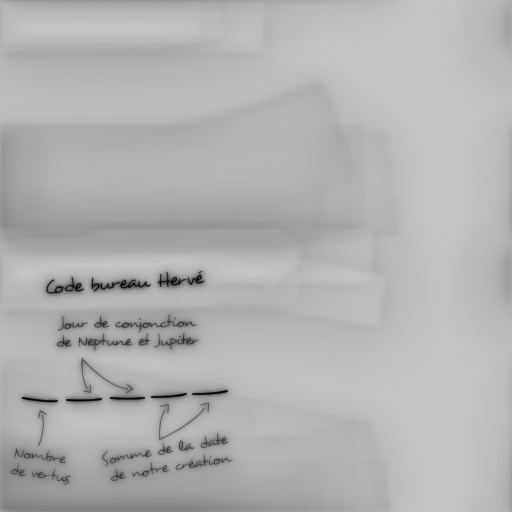 Code bureau Hervé
Jour de conjonction
de Neptune et Jupiter
Nombre
de vertus
Somme de la date
de notre création